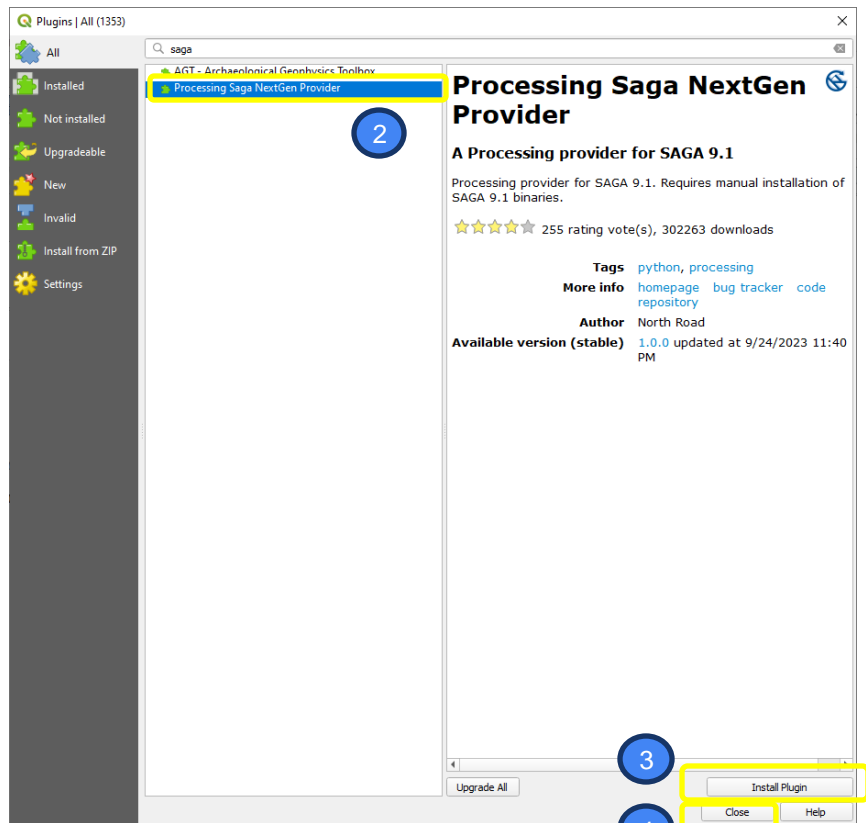 Plugins | All (1353)
All
saga
Installed
Not installed
Upgradeable
New
Invalid
Install from ZIP
Settings
AGT - Archaeological Geophysics Toolbox
Processing Saga NextGen Provider
2
Processing Saga NextGen
Provider
A Processing provider for SAGA 9.1
Processing provider for SAGA 9.1. Requires manual installation of
SAGA 9.1 binaries.
255 rating vote(s), 302263 downloads
Tags python, processing
More info homepage bug tracker code
repository
Author North Road
Available version (stable) 1.0.0 updated at 9/24/2023 11:40
PM
3
Upgrade All
Install Plugin
Close
Help